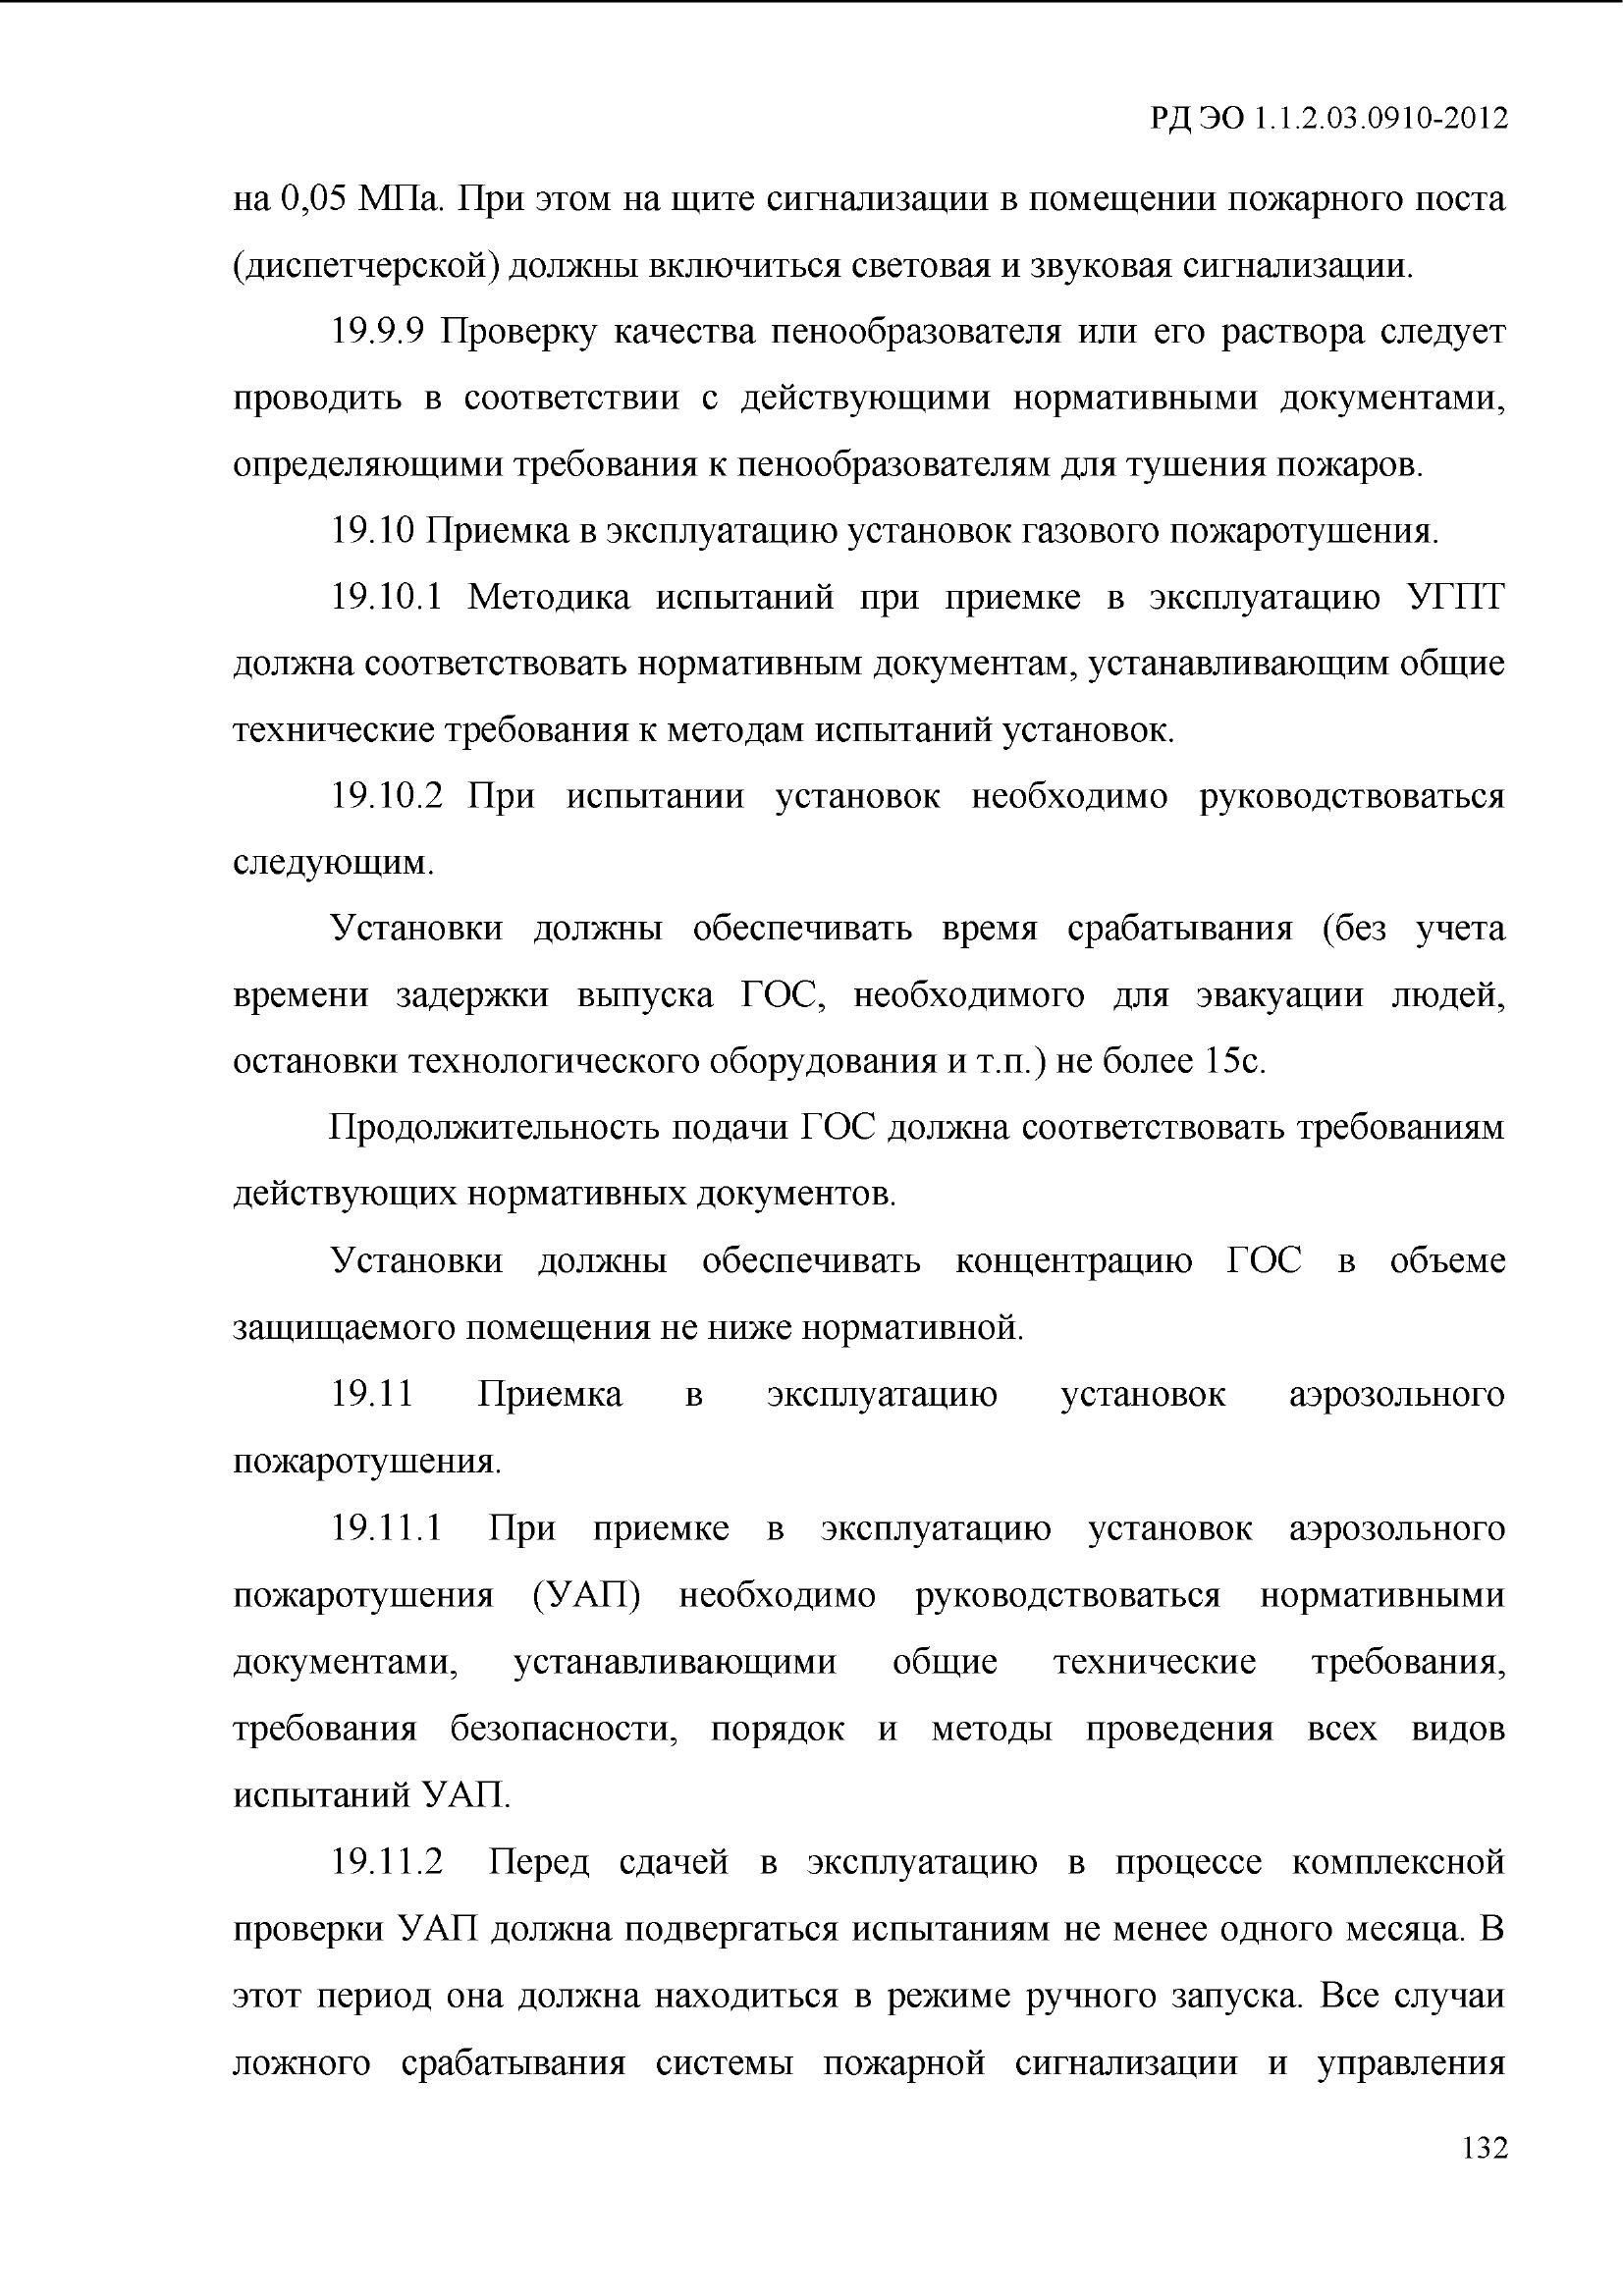 РД ЭО 1.1.2.03.0910-2012
на 0,05 МПа. При этом на щите сигнализации в помещении пожарного поста
(диспетчерской) должны включиться световая и звуковая сигнализации.
19.9.9 Проверку качества пенообразователя или его раствора следует
проводить в соответствии с действующими нормативными документами,
определяющими требования к пенообразователям для тушения пожаров.
19.10 Приемка в эксплуатацию установок газового пожаротушения.
19.10.1 Методика испытаний при приемке в эксплуатацию УГПТ
должна соответствовать нормативным документам, устанавливающим общие
технические требования к методам испытаний установок.
19.10.2 При испытании установок необходимо руководствоваться
следующим.
Установки должны обеспечивать время срабатывания (без учета
времени задержки выпуска ГОС, необходимого для эвакуации людей,
остановки технологического оборудования и т.п.) не более 15с.
Продолжительность подачи ГОС должна соответствовать требованиям
действующих нормативных документов.
Установки должны обеспечивать концентрацию ГОС в объеме
защищаемого помещения не ниже нормативной.
19.11 Приемка в эксплуатацию установок аэрозольного
пожаротушения.
19.11.1 При приемке в эксплуатацию установок аэрозольного
пожаротушения (УАП) необходимо руководствоваться нормативными
документами, устанавливающими общие технические требования,
требования безопасности, порядок и методы проведения всех видов
испытаний УАП.
19.11.2 Перед сдачей в эксплуатацию в процессе комплексной
проверки УАП должна подвергаться испытаниям не менее одного месяца. В
этот период она должна находиться в режиме ручного запуска. Все случаи
ложного срабатывания системы пожарной сигнализации и управления
132